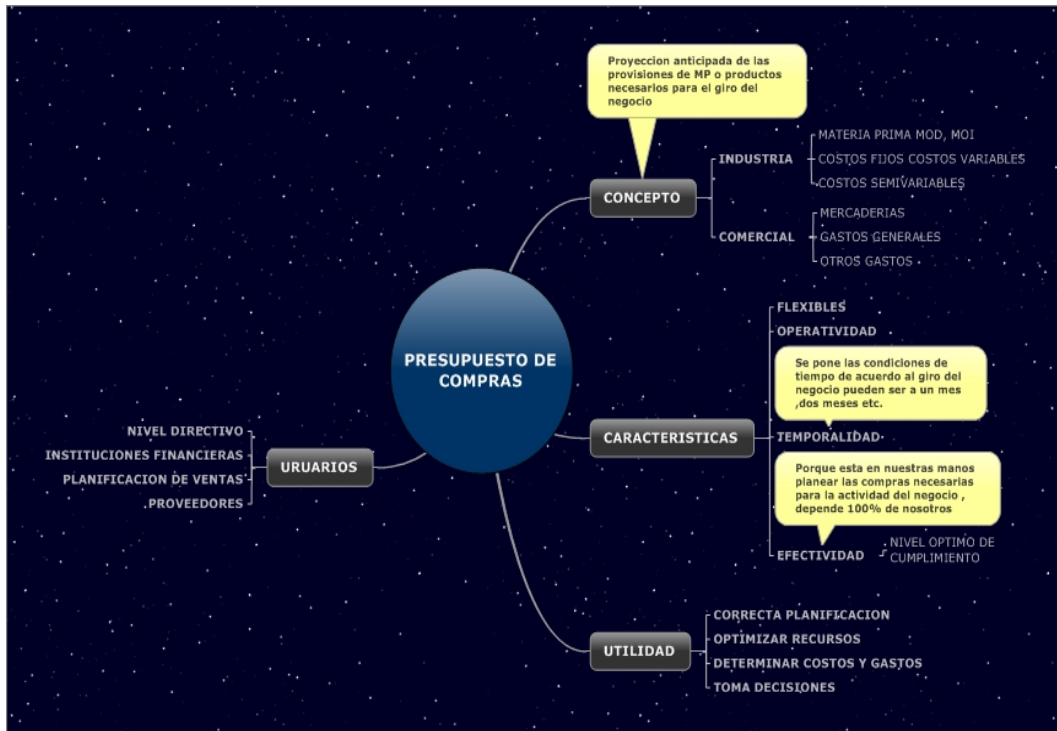 Proyeccion anticipada de las
provisiones de MP o productos
necesarios para el giro del
negocio
CONCEPTO
INDUSTRIA
MATERIA PRIMA MOD, MOI
COSTOS FIJOS COSTOS VARIABLES
COSTOS SEMIVARIABLES
COMERCIAL
MERCADERIAS
GASTOS GENERALES
OTROS GASTOS
PRESUPUESTO DE
COMPRAS
CARACTERISTICAS
FLEXIBLES
OPERATIVIDAD
Se pone las condiciones de
tiempo de acuerdo al giro del
negocio pueden ser a un mes
,dos meses etc.
TEMPORALIDAD
Porque esta en nuestras manos
planear las compras necesarias
para la actividad del negocio ,
depende 100% de nosotros
EFECTIVIDAD
NIVEL OPTIMO DE
CUMPLIMIENTO
URUARIOS
NIVEL DIRECTIVO
INSTITUCIONES FINANCIERAS
PLANIFICACION DE VENTAS
PROVEEDORES
UTILIDAD
CORRECTA PLANIFICACION
OPTIMIZAR RECURSOS
DETERMINAR COSTOS Y GASTOS
TOMA DECISIONES